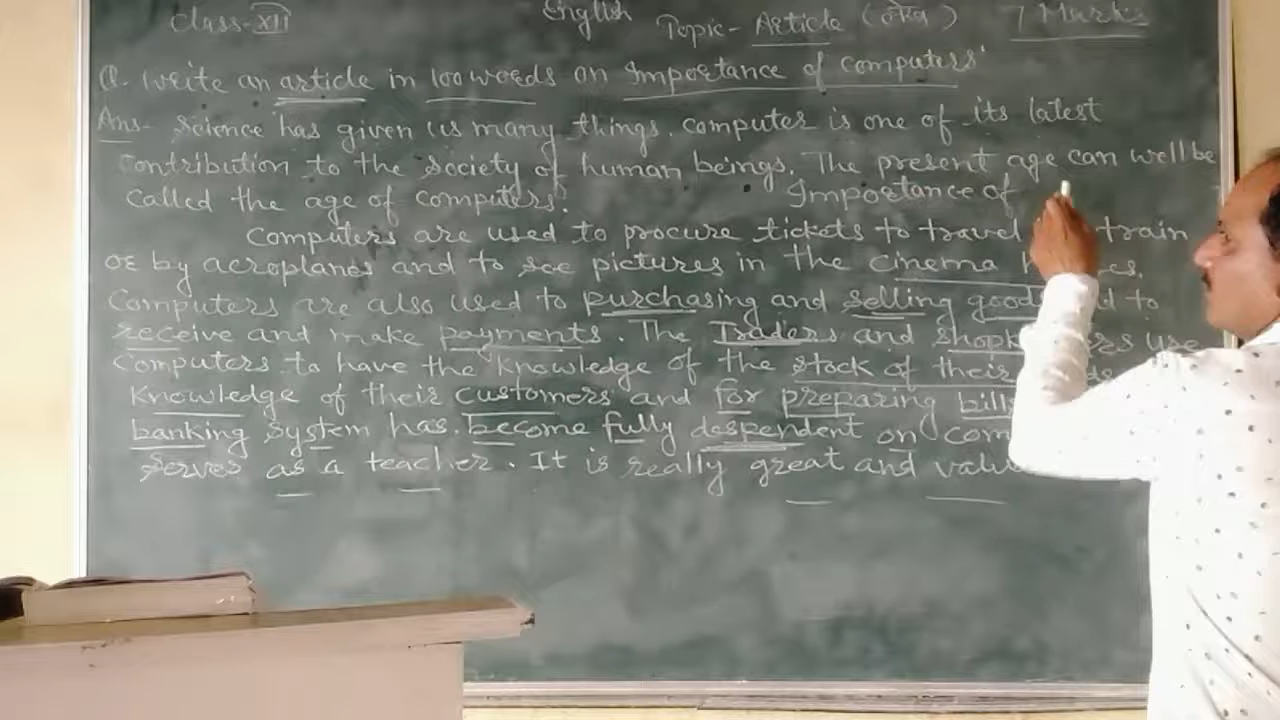 Class-XII English Topic-Article (लेख) 7 Marks
Q. Write an article in 100 words on Importance of computers'
Ans- Science has given us many things. computer is one of its latest
contribution to the society of human beings. The present age can well be
called the age of computers. Importance of
Computers are used to procure tickets to travel train
or by aeroplanes and to see pictures in the cinema
Computers are also used to purchasing and selling to
receive and make payments. The Traders and use
Computers to have the knowledge of the stock of their
Knowledge of their customers and for preparing
banking system has become fully despendent on
Serves as a teacher. It is really great and